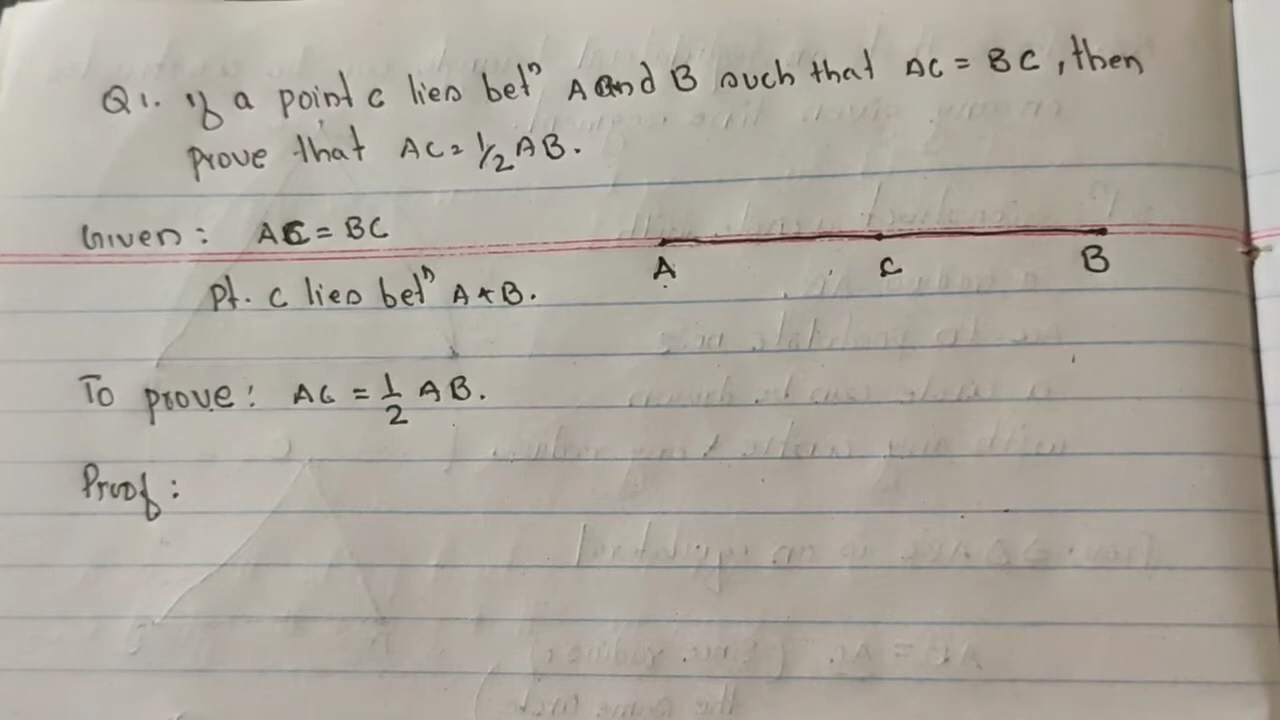 Q1. If a point c lies betⁿ A and B such that AC = BC, then
prove that AC = 1/2 AB.
Given: AC = BC
A C B
Pt. C lies betⁿ A & B.
To prove: AC = 1/2 AB.
Proof: